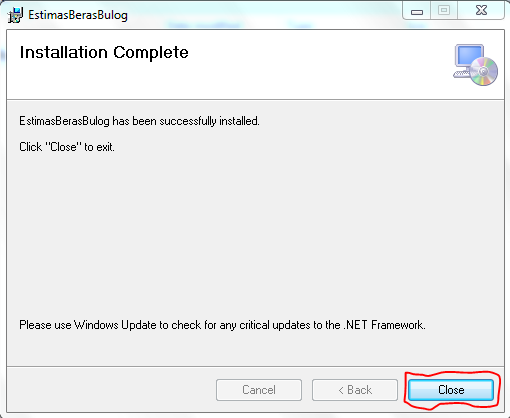 EstimasBerasBulog
Installation Complete
EstimasBerasBulog has been successfully installed.
Click "Close" to exit.
Please use Windows Update to check for any critical updates to the .NET Framework.
Cancel
< Back
Close